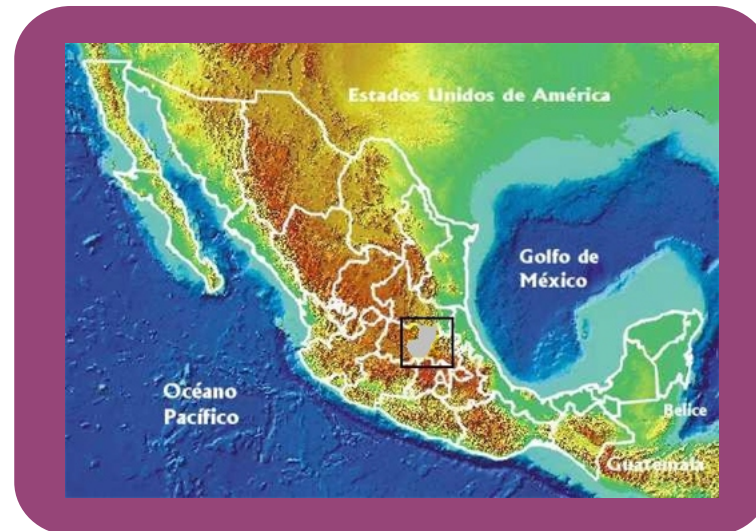 Estados Unidos de América
Golfo de
México
Océano
Pacífico
Belice
Guatemala